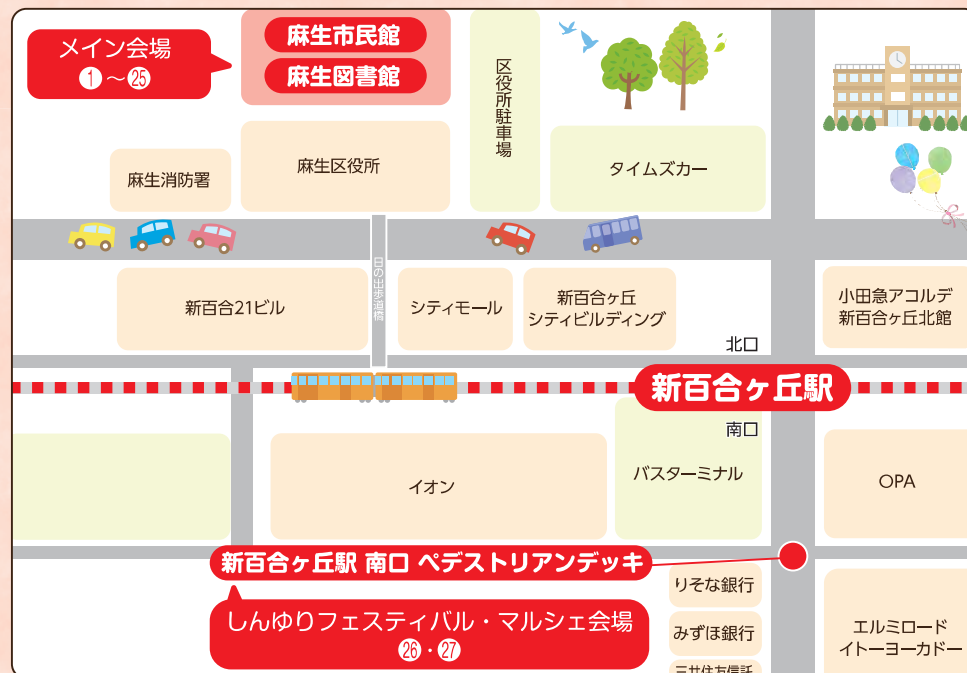 メイン会場
①～㉕
麻生市民館
麻生図書館
区役所駐車場
麻生消防署
麻生区役所
タイムズカー
日の出歩道橋
新百合21ビル
シティモール
新百合ヶ丘
シティビルディング
小田急アコルデ
新百合ヶ丘北館
北口
新百合ヶ丘駅
南口
イオン
バスターミナル
OPA
新百合ヶ丘駅 南口 ペデストリアンデッキ
しんゆりフェスティバル・マルシェ会場
㉖・㉗
りそな銀行
みずほ銀行
三井住友信託
エルミロード
イトーヨーカドー